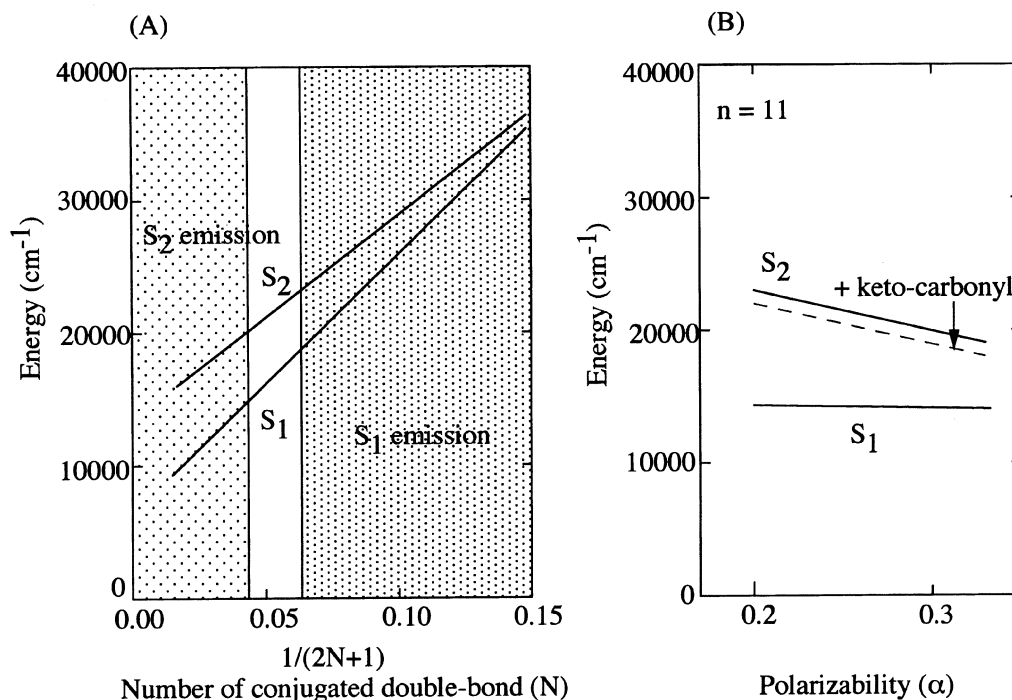 (A)
40000
30000
20000
10000
0
Energy (cm-1)
S2 emission
S2
S1
S1 emission
0.00
0.05
0.10
0.15
1/(2N+1)
Number of conjugated double-bond (N)
(B)
40000
30000
20000
10000
0
Energy (cm-1)
n = 11
S2
+ keto-carbonyl
S1
0.2
0.3
Polarizability (α)